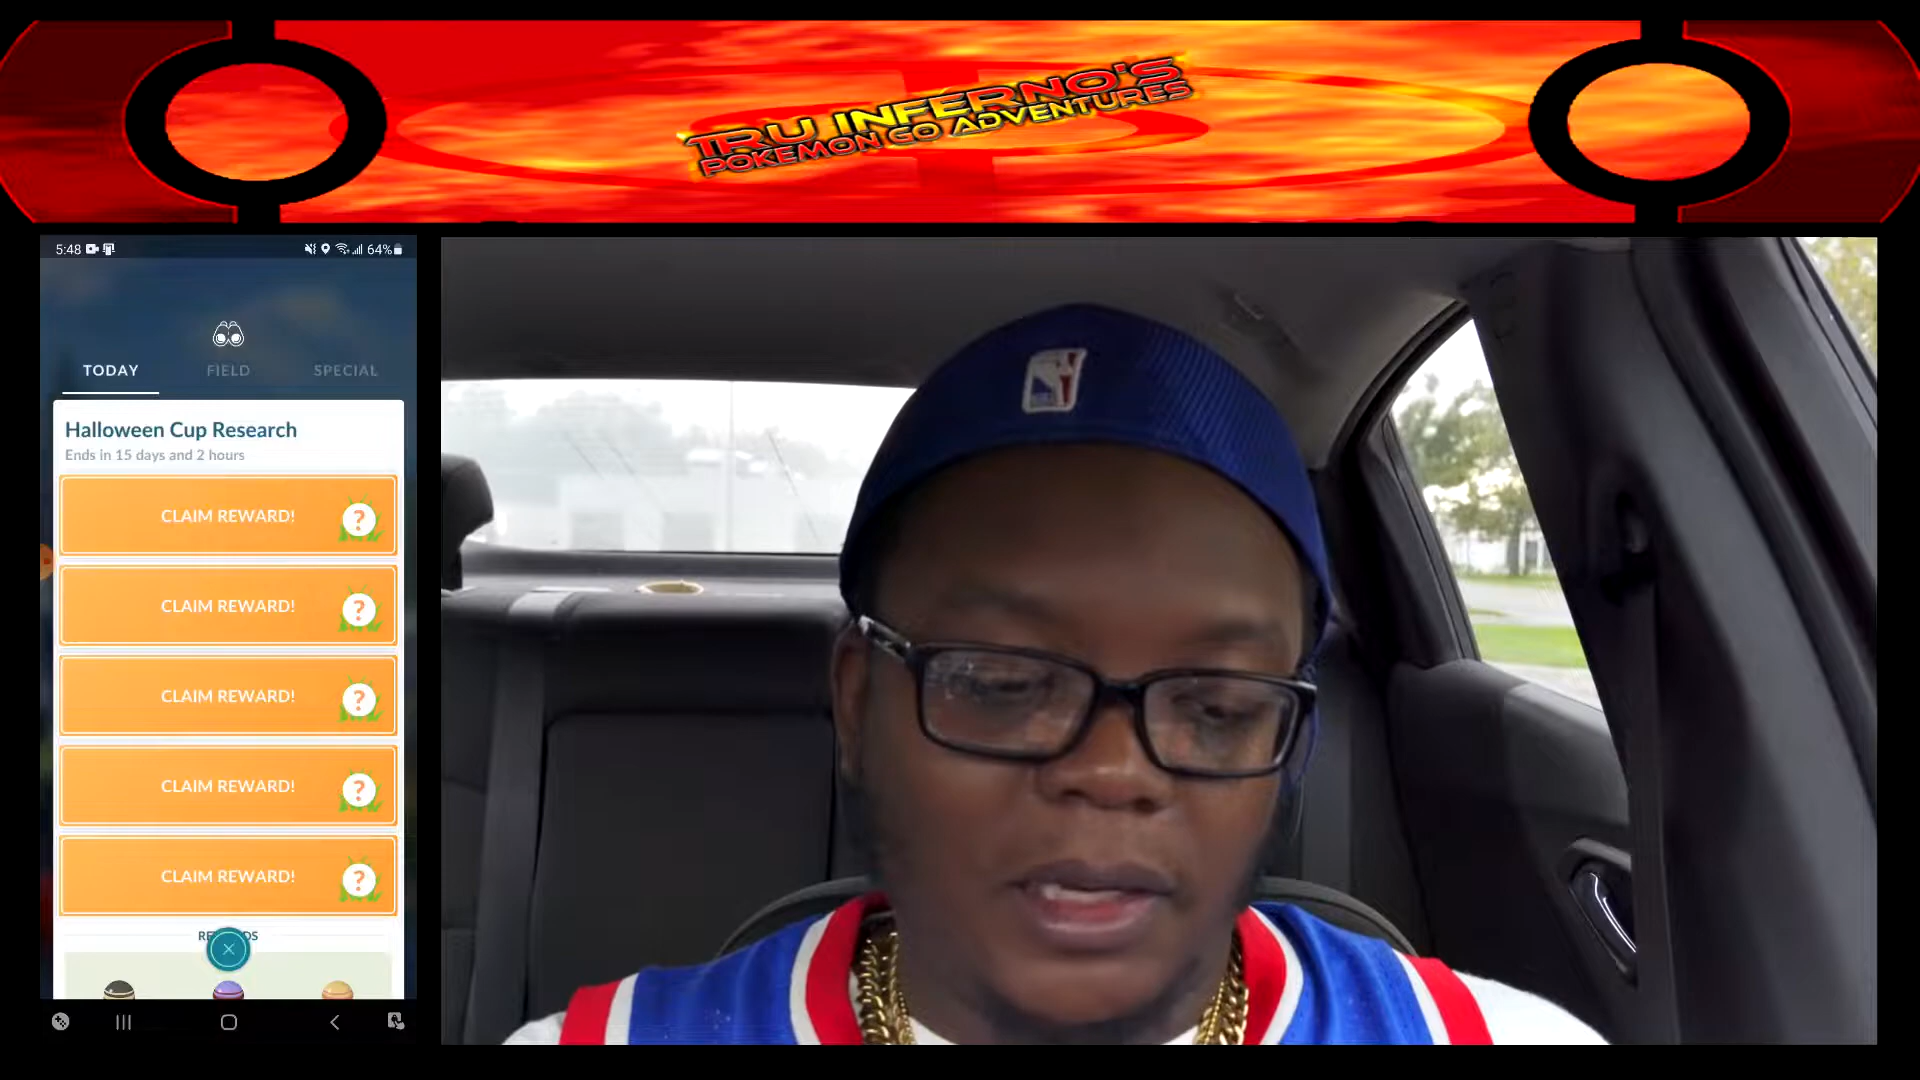 TRU INFERNO'S
POKEMON GO ADVENTURES
5:48
64%
TODAY
FIELD
SPECIAL
Halloween Cup Research
Ends in 15 days and 2 hours
CLAIM REWARD!
?
CLAIM REWARD!
?
CLAIM REWARD!
?
CLAIM REWARD!
?
CLAIM REWARD!
?